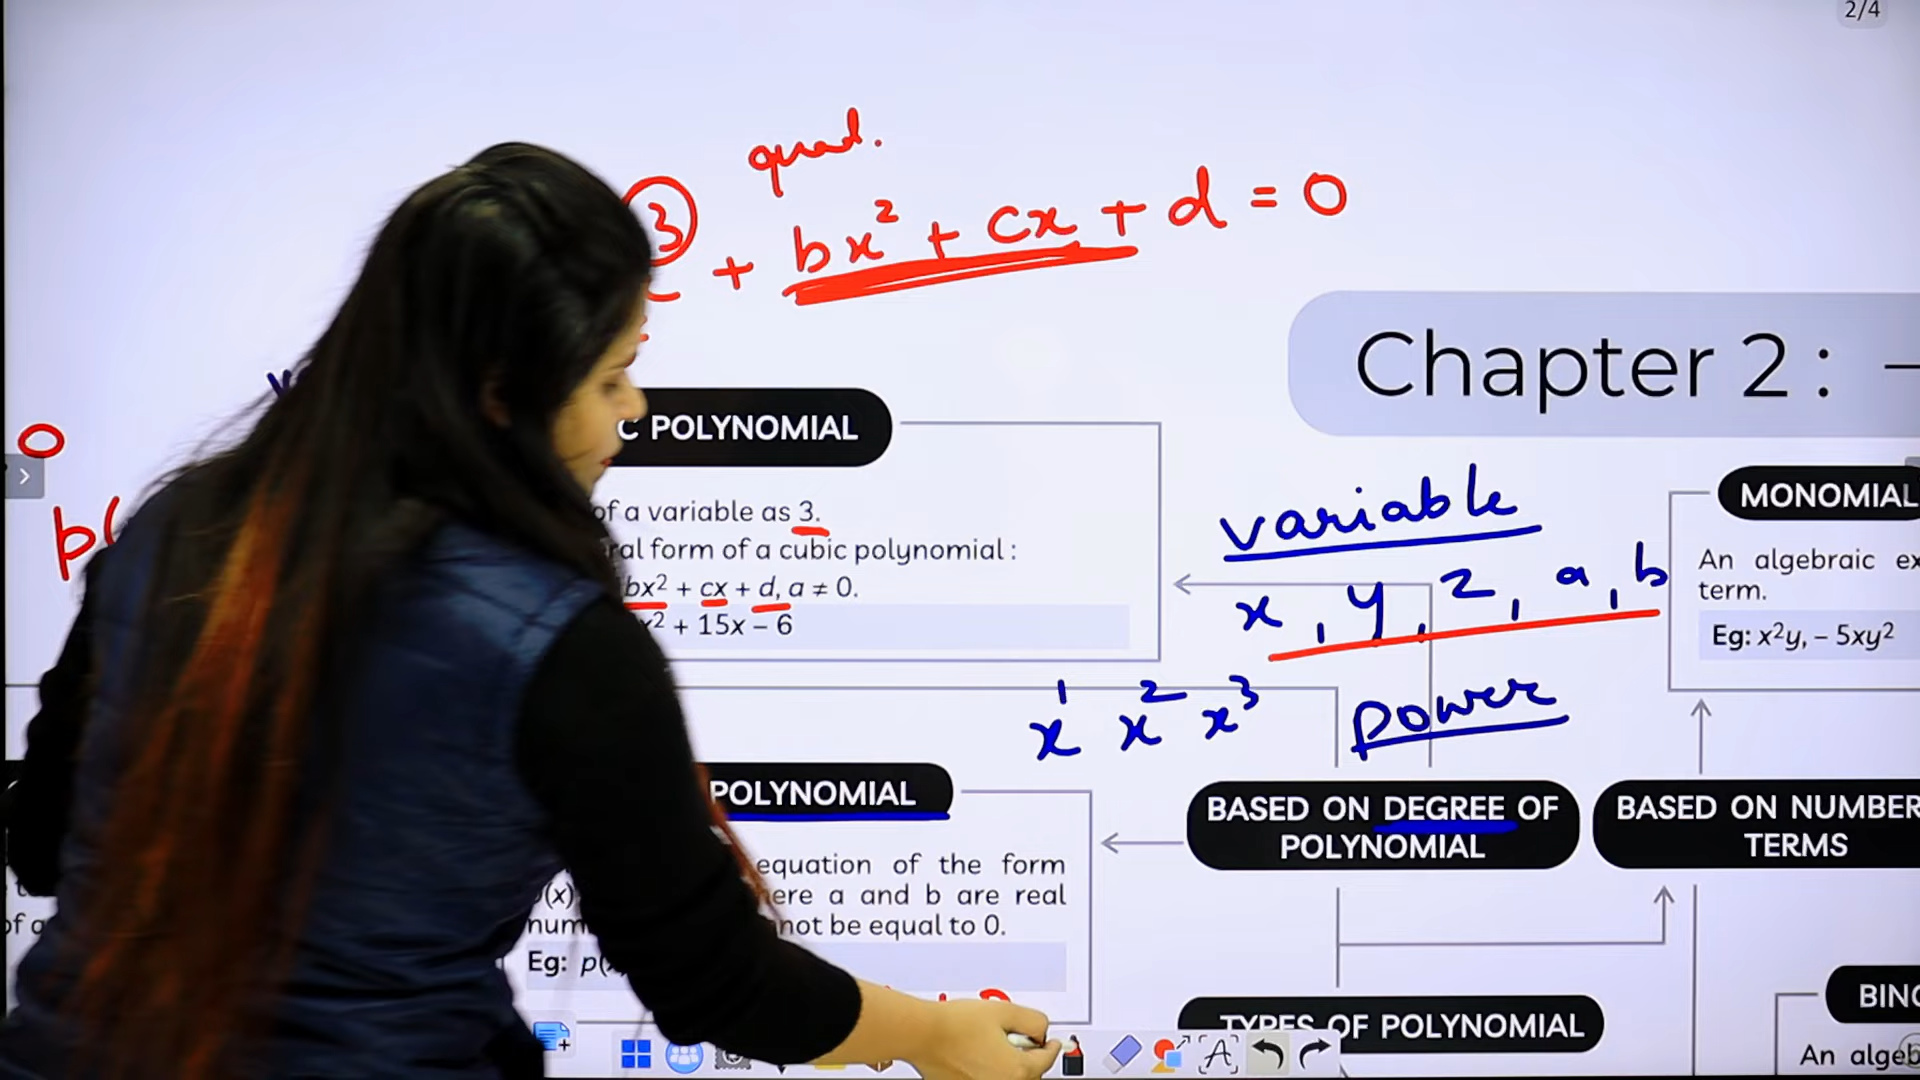 2/4
quad.
3
+ bx² + cx + d = 0
Chapter 2 : –
0
C POLYNOMIAL
of a variable as 3.
ral form of a cubic polynomial :
bx² + cx + d, a ≠ 0.
x² + 15x – 6
variable
x, y, z, a, b
MONOMIAL
An algebraic ex
term.
Eg: x²y, – 5xy²
x¹ x² x³
power
POLYNOMIAL
equation of the form
(x) ere a and b are real
num not be equal to 0.
Eg: p(x
BASED ON DEGREE OF
POLYNOMIAL
BASED ON NUMBER
TERMS
TYPES OF POLYNOMIAL
BINO
An algeb